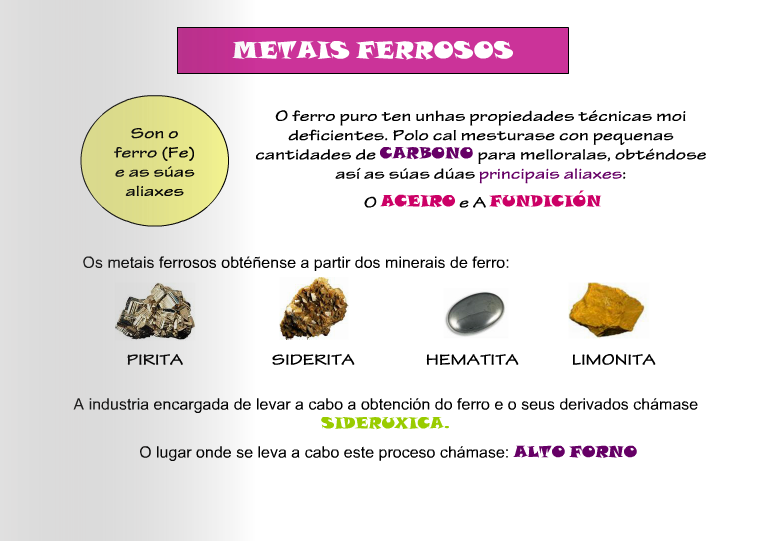 METAIS FERROSOS
Son o
ferro (Fe)
e as súas
aliaxes
O ferro puro ten unhas propiedades técnicas moi
deficientes. Polo cal mesturase con pequenas
cantidades de CARBONO para melloralas, obténdose
así as súas dúas principais aliaxes:
O ACEIRO e A FUNDICIÓN
Os metais ferrosos obtéñense a partir dos minerais de ferro:
PIRITA
SIDERITA
HEMATITA
LIMONITA
A industria encargada de levar a cabo a obtención do ferro e o seus derivados chámase
SIDERUXICA.
O lugar onde se leva a cabo este proceso chámase: ALTO FORNO